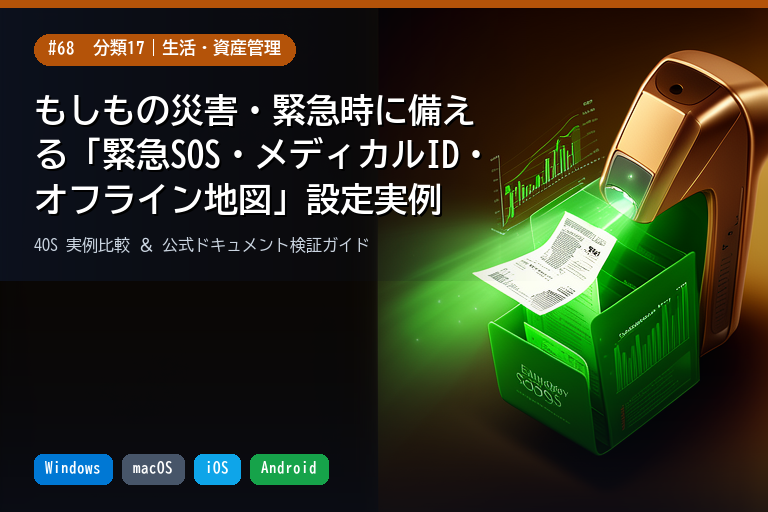 #68 分類17｜生活・資産管理
もしもの災害・緊急時に備え
る「緊急SOS・メディカルID・
オフライン地図」設定実例
4OS 実例比較 ＆ 公式ドキュメント検証ガイド
Windows
macOS
iOS
Android